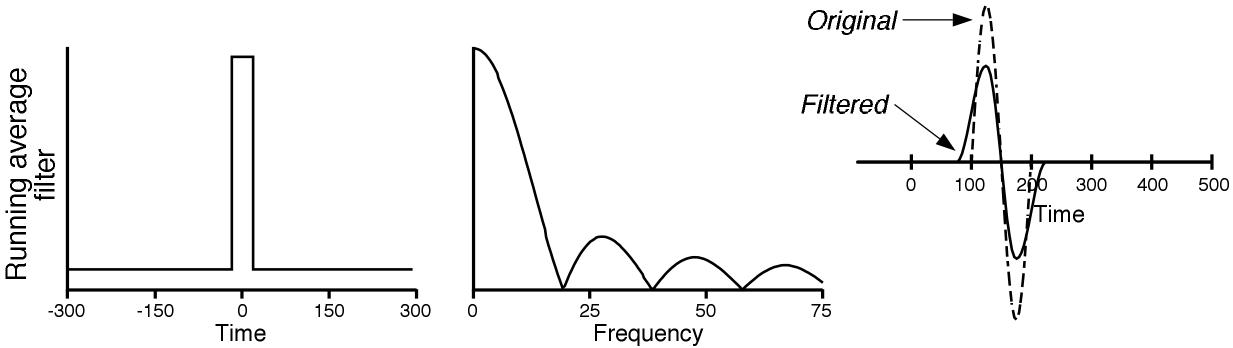 Running average
filter
-300 -150 0 150 300
Time
0 25 50 75
Frequency
Original
Filtered
0 100 200 300 400 500
Time